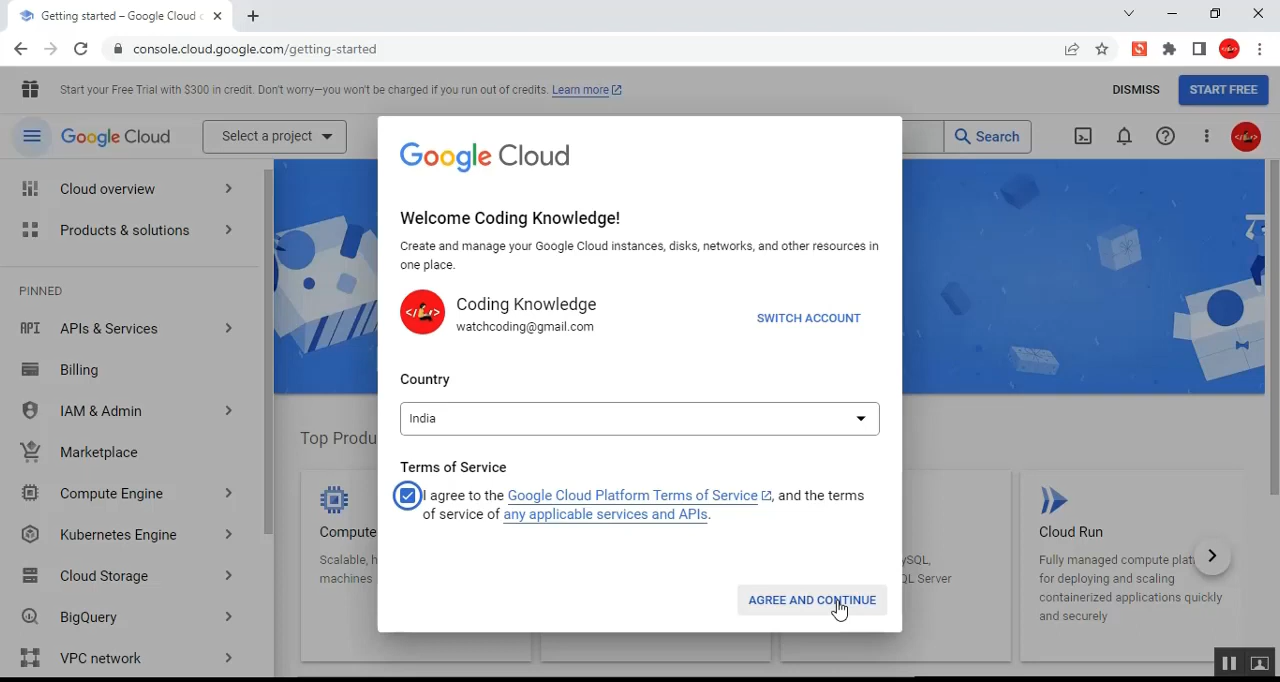 Getting started – Google Cloud
console.cloud.google.com/getting-started
Start your Free Trial with $300 in credit. Don't worry—you won't be charged if you run out of credits. Learn more
DISMISS
START FREE
Google Cloud
Select a project
Search
Cloud overview
Products & solutions
PINNED
API
APIs & Services
Billing
IAM & Admin
Marketplace
Compute Engine
Kubernetes Engine
Cloud Storage
BigQuery
VPC network
Google Cloud
Welcome Coding Knowledge!
Create and manage your Google Cloud instances, disks, networks, and other resources in
one place.
Coding Knowledge
watchcoding@gmail.com
SWITCH ACCOUNT
Country
India
Terms of Service
I agree to the Google Cloud Platform Terms of Service, and the terms
of service of any applicable services and APIs.
AGREE AND CONTINUE
Top Produ
Compute
Scalable, h
machines
ySQL,
QL Server
Cloud Run
Fully managed compute plat
for deploying and scaling
containerized applications quickly
and securely